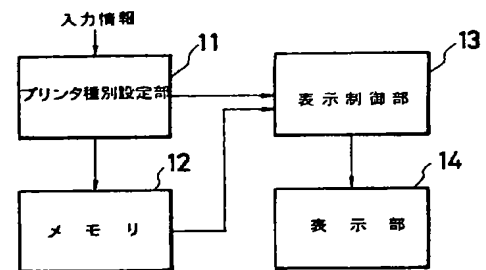 入力情報
11
プリンタ種別設定部
12
メモリ
13
表示制御部
14
表示部